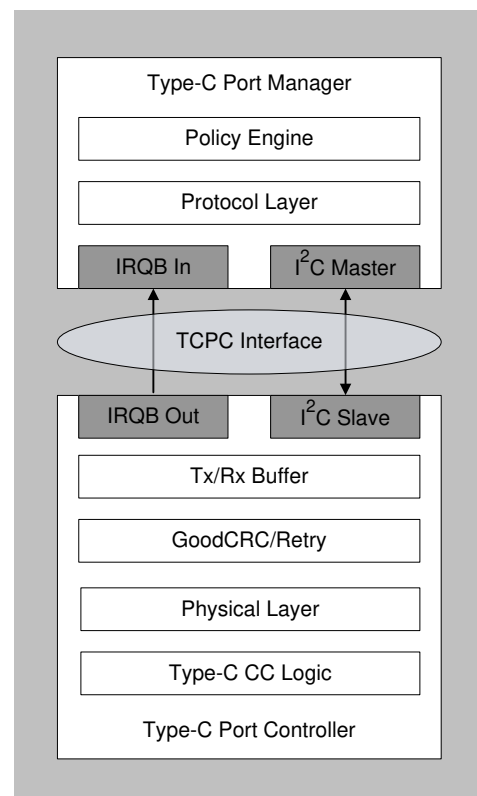 Type-C Port Manager
Policy Engine
Protocol Layer
IRQB In
I²C Master
TCPC Interface
IRQB Out
I²C Slave
Tx/Rx Buffer
GoodCRC/Retry
Physical Layer
Type-C CC Logic
Type-C Port Controller